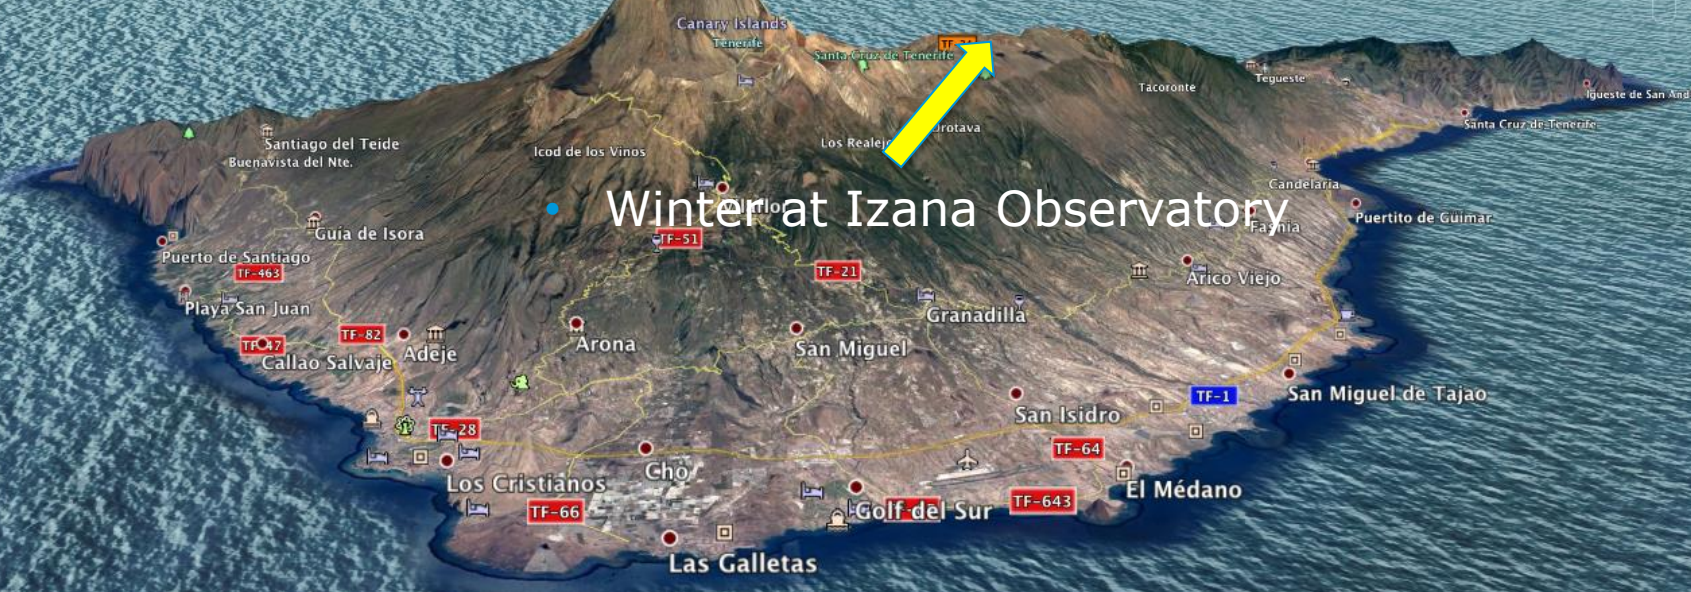 Canary Islands
Tenerife
Santa Cruz de Tenerife
Tacoronte
Tegueste
Igueste de San And
Santa Cruz de Tenerife
Santiago del Teide
Buenavista del Nte.
Icod de los Vinos
Los Realejo
Orotava
Candelaria
• Winter at Izana Observatory
Vilaflor
Puertito de Güimar
Fasnia
Guía de Isora
TF-51
Puerto de Santiago
TF-463
TF-21
Arico Viejo
Playa San Juan
Granadilla
TF-82
TF-47
Callao Salvaje
Adeje
Arona
San Miguel
TF-1
San Miguel de Tajao
San Isidro
TF-28
TF-64
Cho
Los Cristianos
El Médano
TF-66
Golf del Sur
TF-643
Las Galletas